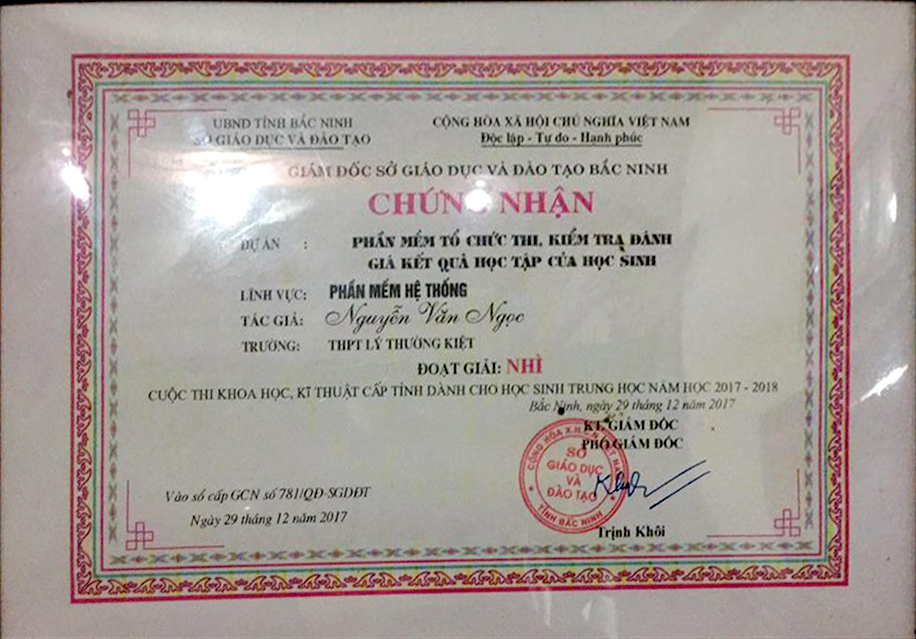 UBND TỈNH BẮC NINH
SỞ GIÁO DỤC VÀ ĐÀO TẠO
CỘNG HÒA XÃ HỘI CHỦ NGHĨA VIỆT NAM
Độc lập - Tự do - Hạnh phúc
GIÁM ĐỐC SỞ GIÁO DỤC VÀ ĐÀO TẠO BẮC NINH
CHỨNG NHẬN
DỰ ÁN : PHẦN MỀM TỔ CHỨC THI, KIỂM TRA ĐÁNH
GIÁ KẾT QUẢ HỌC TẬP CỦA HỌC SINH
LĨNH VỰC: PHẦN MỀM HỆ THỐNG
TÁC GIẢ: Nguyễn Văn Ngọc
TRƯỜNG: THPT LÝ THƯỜNG KIỆT
ĐOẠT GIẢI: NHÌ
CUỘC THI KHOA HỌC, KĨ THUẬT CẤP TỈNH DÀNH CHO HỌC SINH TRUNG HỌC NĂM HỌC 2017 - 2018
Bắc Ninh, ngày 29 tháng 12 năm 2017
KT. GIÁM ĐỐC
PHÓ GIÁM ĐỐC
CỘNG HÒA X.H.C.N VIỆT NAM
SỞ
GIÁO DỤC
VÀ
ĐÀO TẠO
TỈNH BẮC NINH
Trịnh Khôi
Vào sổ cấp GCN số 781/QĐ-SGDĐT
Ngày 29 tháng 12 năm 2017